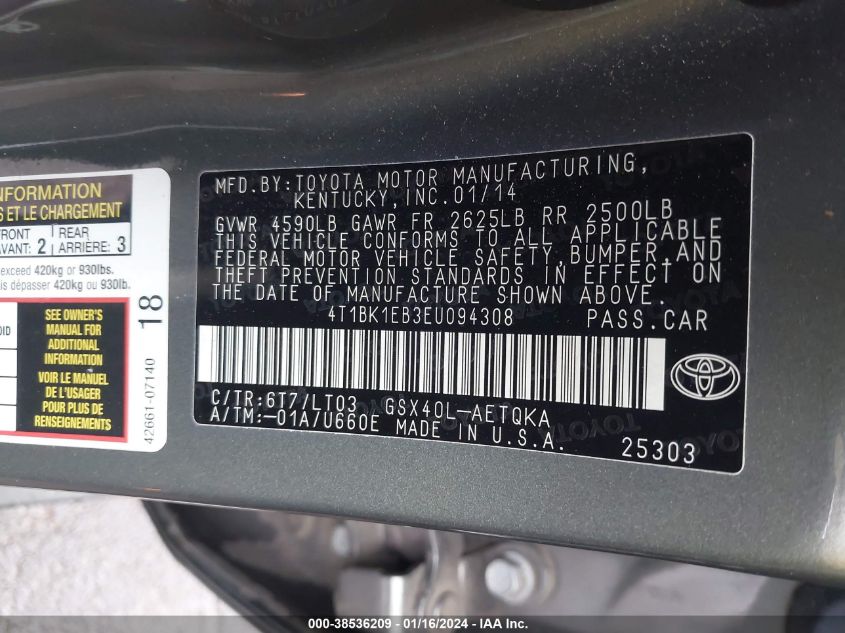 NFORMATION
S ET LE CHARGEMENT
FRONT
AVANT: 2
REAR
ARRIÈRE: 3
exceed 420kg or 930lbs.
is dépasser 420kg ou 930lb.
OID
SEE OWNER'S
MANUAL FOR
ADDITIONAL
INFORMATION
VOIR LE MANUEL
DE L'USAGER
POUR PLUS DE
RENSEIGNEMENTS
18
42661-07140
MFD.BY:TOYOTA MOTOR MANUFACTURING,
KENTUCKY,INC.01/14
GVWR 4590LB GAWR FR 2625LB RR 2500LB
THIS VEHICLE CONFORMS TO ALL APPLICABLE
FEDERAL MOTOR VEHICLE SAFETY,BUMPER,AND
THEFT PREVENTION STANDARDS IN EFFECT ON
THE DATE OF MANUFACTURE SHOWN ABOVE.
4T1BK1EB3EU094308 PASS.CAR
C/TR:6T7/LT03 GSX40L-AETQKA
A/TM:-01A/U660E MADE IN U.S.A.
25303
000-38536209 - 01/16/2024 - IAA Inc.